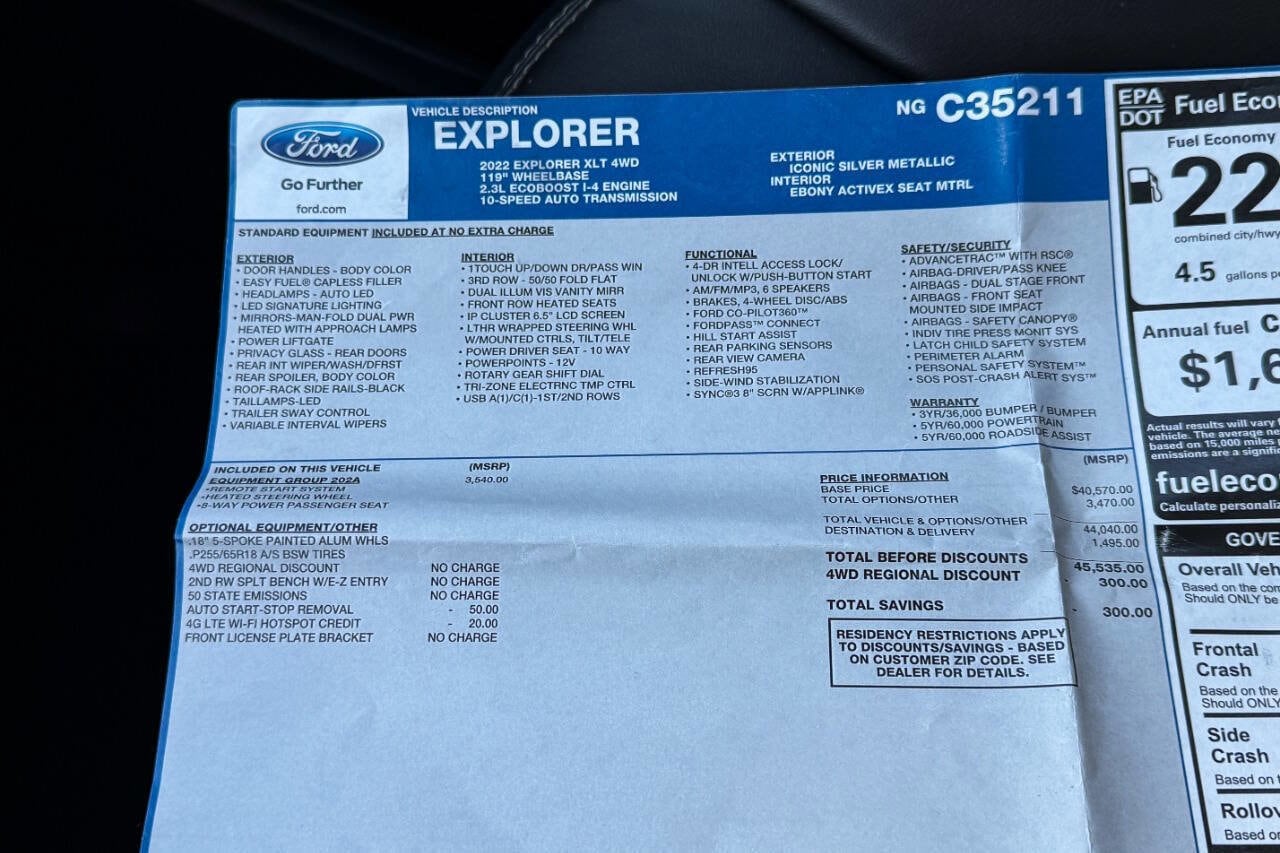 Ford
Go Further
ford.com
VEHICLE DESCRIPTION
EXPLORER
2022 EXPLORER XLT 4WD
119" WHEELBASE
2.3L ECOBOOST I-4 ENGINE
10-SPEED AUTO TRANSMISSION
EXTERIOR
ICONIC SILVER METALLIC
INTERIOR
EBONY ACTIVEX SEAT MTRL
NG C35211
STANDARD EQUIPMENT INCLUDED AT NO EXTRA CHARGE
EXTERIOR
• DOOR HANDLES - BODY COLOR
• EASY FUEL® CAPLESS FILLER
• HEADLAMPS - AUTO LED
• LED SIGNATURE LIGHTING
• MIRRORS-MAN-FOLD DUAL PWR
HEATED WITH APPROACH LAMPS
• POWER LIFTGATE
• PRIVACY GLASS - REAR DOORS
• REAR INT WIPER/WASH/DFRST
• REAR SPOILER, BODY COLOR
• ROOF-RACK SIDE RAILS-BLACK
• TAILLAMPS-LED
• TRAILER SWAY CONTROL
• VARIABLE INTERVAL WIPERS
INTERIOR
• 1TOUCH UP/DOWN DR/PASS WIN
• 3RD ROW - 50/50 FOLD FLAT
• DUAL ILLUM VIS VANITY MIRR
• FRONT ROW HEATED SEATS
• IP CLUSTER 6.5" LCD SCREEN
• LTHR WRAPPED STEERING WHL
W/MOUNTED CTRLS, TILT/TELE
• POWER DRIVER SEAT - 10 WAY
• POWERPOINTS - 12V
• ROTARY GEAR SHIFT DIAL
• TRI-ZONE ELECTRNC TMP CTRL
• USB A(1)/C(1)-1ST/2ND ROWS
FUNCTIONAL
• 4-DR INTELL ACCESS LOCK/
UNLOCK W/PUSH-BUTTON START
• AM/FM/MP3, 6 SPEAKERS
• BRAKES, 4-WHEEL DISC/ABS
• FORD CO-PILOT360™
• FORDPASS™ CONNECT
• HILL START ASSIST
• REAR PARKING SENSORS
• REAR VIEW CAMERA
• REFRESH95
• SIDE-WIND STABILIZATION
• SYNC®3 8" SCRN W/APPLINK®
SAFETY/SECURITY
• ADVANCETRAC™ WITH RSC®
• AIRBAG-DRIVER/PASS KNEE
• AIRBAGS - DUAL STAGE FRONT
• AIRBAGS - FRONT SEAT
MOUNTED SIDE IMPACT
• AIRBAGS - SAFETY CANOPY®
• INDIV TIRE PRESS MONIT SYS
• LATCH CHILD SAFETY SYSTEM
• PERIMETER ALARM
• PERSONAL SAFETY SYSTEM™
• SOS POST-CRASH ALERT SYS™
WARRANTY
• 3YR/36,000 BUMPER / BUMPER
• 5YR/60,000 POWERTRAIN
• 5YR/60,000 ROADSIDE ASSIST
INCLUDED ON THIS VEHICLE (MSRP)
EQUIPMENT GROUP 202A 3,540.00
•REMOTE START SYSTEM
•HEATED STEERING WHEEL
•8-WAY POWER PASSENGER SEAT
OPTIONAL EQUIPMENT/OTHER
.18" 5-SPOKE PAINTED ALUM WHLS
.P255/65R18 A/S BSW TIRES
4WD REGIONAL DISCOUNT NO CHARGE
2ND RW SPLT BENCH W/E-Z ENTRY NO CHARGE
50 STATE EMISSIONS NO CHARGE
AUTO START-STOP REMOVAL - 50.00
4G LTE WI-FI HOTSPOT CREDIT - 20.00
FRONT LICENSE PLATE BRACKET NO CHARGE
PRICE INFORMATION (MSRP)
BASE PRICE $40,570.00
TOTAL OPTIONS/OTHER 3,470.00
TOTAL VEHICLE & OPTIONS/OTHER 44,040.00
DESTINATION & DELIVERY 1,495.00
TOTAL BEFORE DISCOUNTS 45,535.00
4WD REGIONAL DISCOUNT - 300.00
TOTAL SAVINGS - 300.00
RESIDENCY RESTRICTIONS APPLY
TO DISCOUNTS/SAVINGS - BASED
ON CUSTOMER ZIP CODE. SEE
DEALER FOR DETAILS.
EPA
DOT
Fuel Eco
Fuel Economy
22
combined city/hwy
4.5 gallons p
Annual fuel C
$1,6
Actual results will vary f
vehicle. The average ne
based on 15,000 miles
emissions are a signific
fueleco
Calculate personaliz
GOVE
Overall Veh
Based on the com
Should ONLY be
Frontal
Crash
Based on the
Should ONLY
Side
Crash
Based on
Rollov
Based on